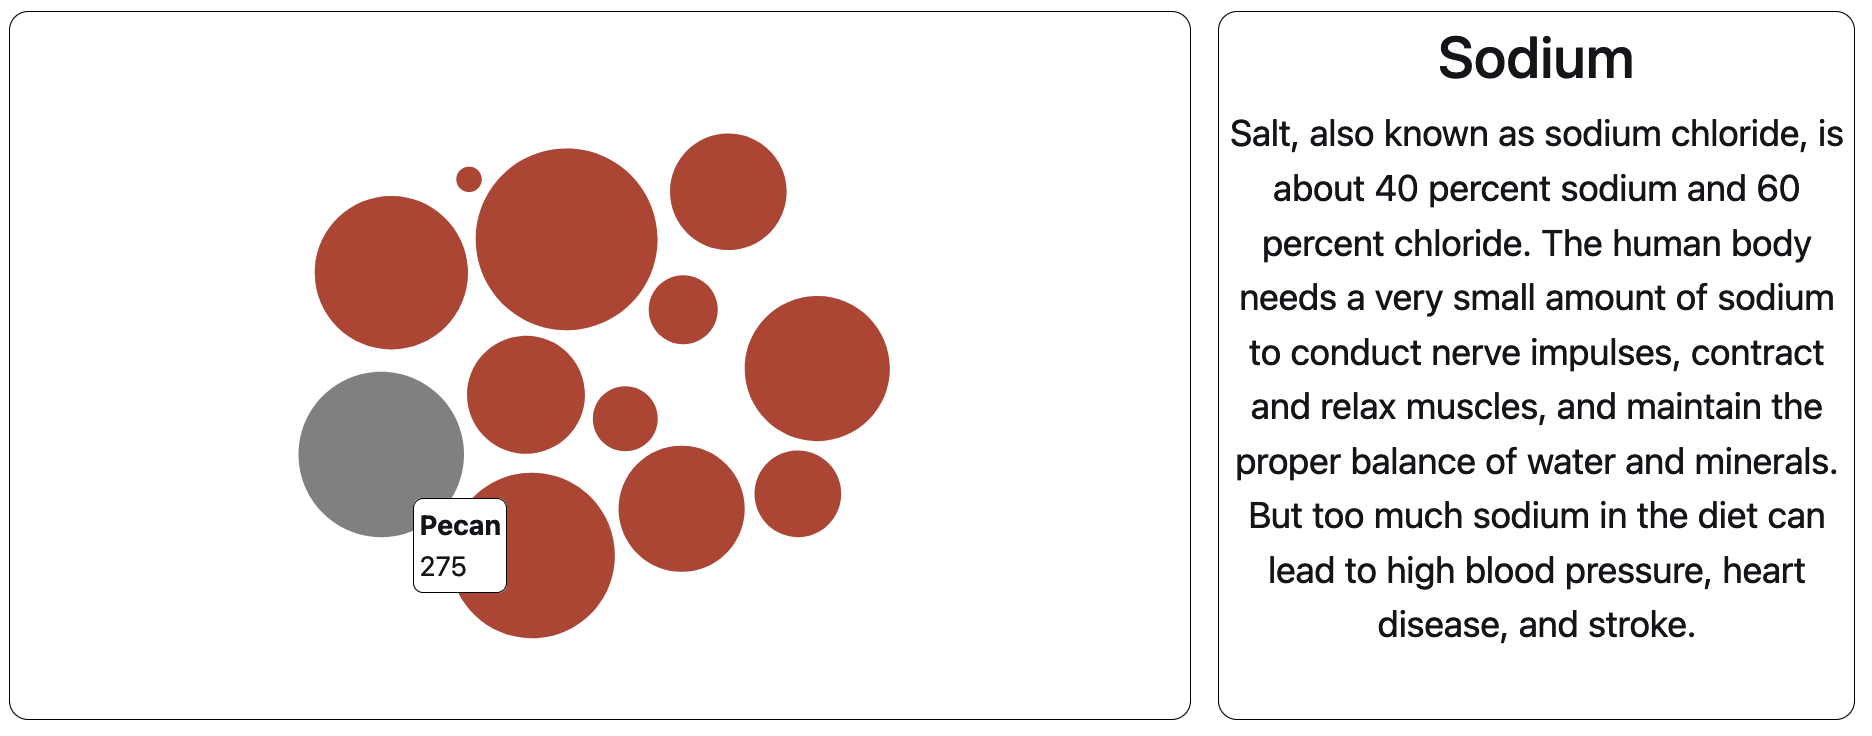 Pecan
275
Sodium
Salt, also known as sodium chloride, is
about 40 percent sodium and 60
percent chloride. The human body
needs a very small amount of sodium
to conduct nerve impulses, contract
and relax muscles, and maintain the
proper balance of water and minerals.
But too much sodium in the diet can
lead to high blood pressure, heart
disease, and stroke.